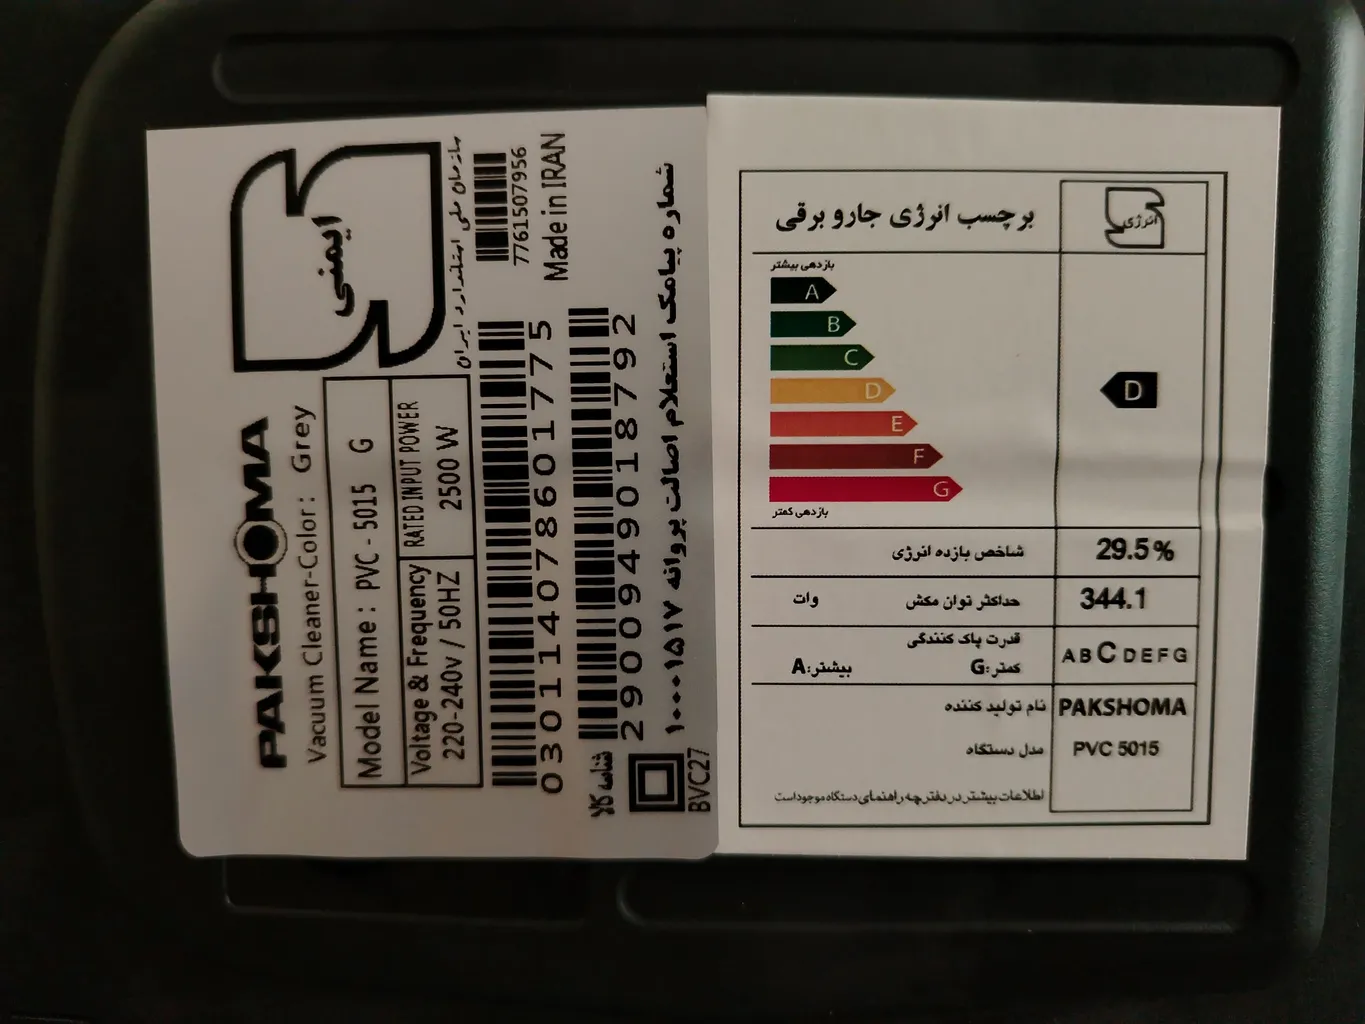 ایمنی
سازمان ملی استاندارد ایران
PAKSHOMA
Vacuum Cleaner-Color: Grey
Model Name: PVC - 5015 G
Voltage & Frequency
220-240v / 50HZ
RATED INPUT POWER
2500 W
7761507956
Made in IRAN
030114078601775
2900949018792
شناسه کالا
شماره پیامک استعلام اصالت پروانه ۱۰۰۰۱۵۱۷
BVC27
برچسب انرژی جارو برقی
انرژی
بازدهی بیشتر
A
B
C
D
E
F
G
بازدهی کمتر
D
شاخص بازده انرژی 29.5%
حداکثر توان مکش وات 344.1
قدرت پاک کنندگی
کمتر:G بیشتر:A
A B C D E F G
نام تولید کننده PAKSHOMA
مدل دستگاه PVC 5015
اطلاعات بیشتر در دفترچه راهنمای دستگاه موجود است